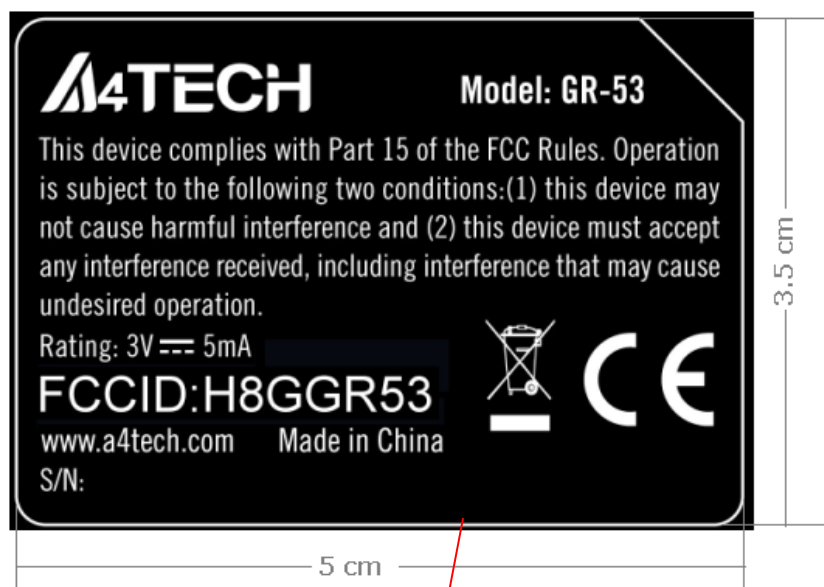 A4TECH Model: GR-53
This device complies with Part 15 of the FCC Rules. Operation
is subject to the following two conditions:(1) this device may
not cause harmful interference and (2) this device must accept
any interference received, including interference that may cause
undesired operation.
Rating: 3V ⎓ 5mA
FCCID:H8GGR53
CE
www.a4tech.com Made in China
S/N:
3.5 cm
5 cm